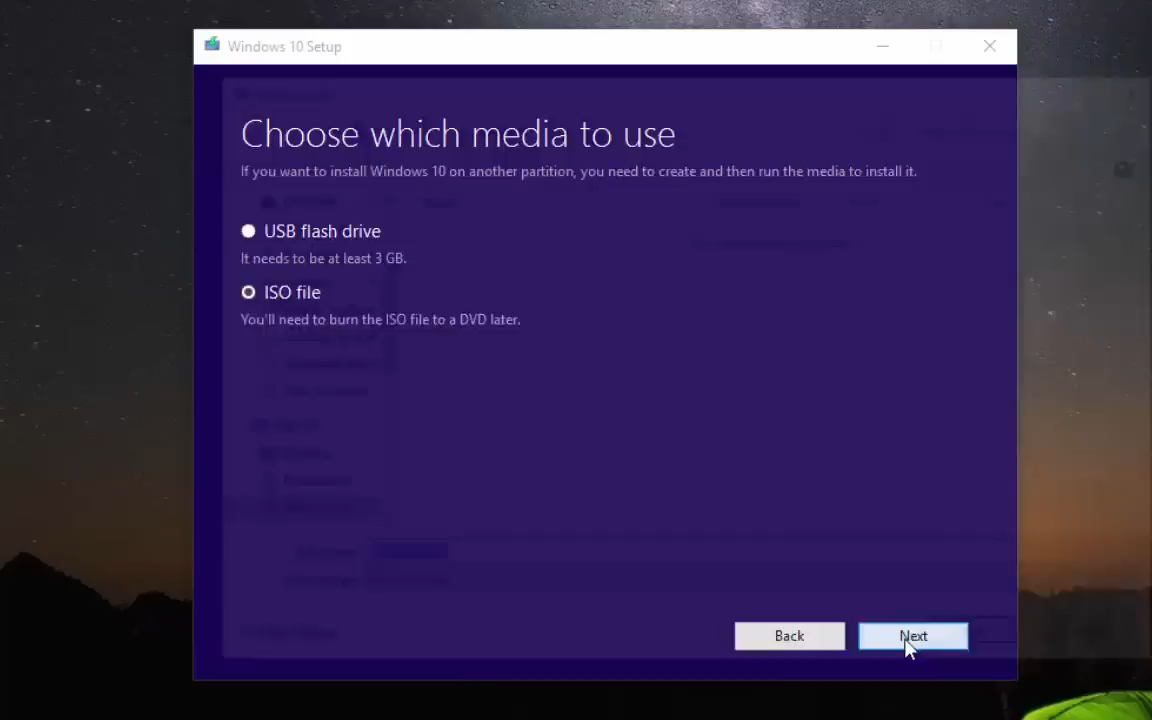 Windows 10 Setup
Choose which media to use
If you want to install Windows 10 on another partition, you need to create and then run the media to install it.
USB flash drive
It needs to be at least 3 GB.
ISO file
You'll need to burn the ISO file to a DVD later.
Back
Next